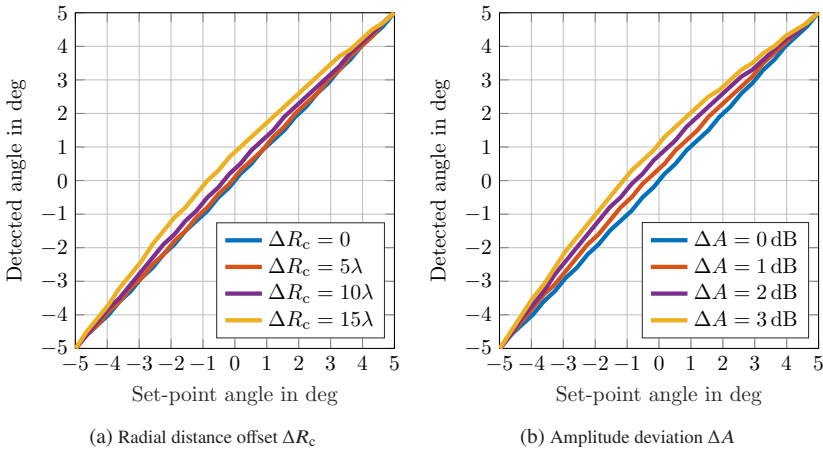 Detected angle in deg
5
4
3
2
1
0
−1
−2
−3
−4
−5
−5 −4 −3 −2 −1 0 1 2 3 4 5
Set-point angle in deg
ΔR_c = 0
ΔR_c = 5λ
ΔR_c = 10λ
ΔR_c = 15λ
(a) Radial distance offset ΔR_c
Detected angle in deg
5
4
3
2
1
0
−1
−2
−3
−4
−5
−5 −4 −3 −2 −1 0 1 2 3 4 5
Set-point angle in deg
ΔA = 0 dB
ΔA = 1 dB
ΔA = 2 dB
ΔA = 3 dB
(b) Amplitude deviation ΔA